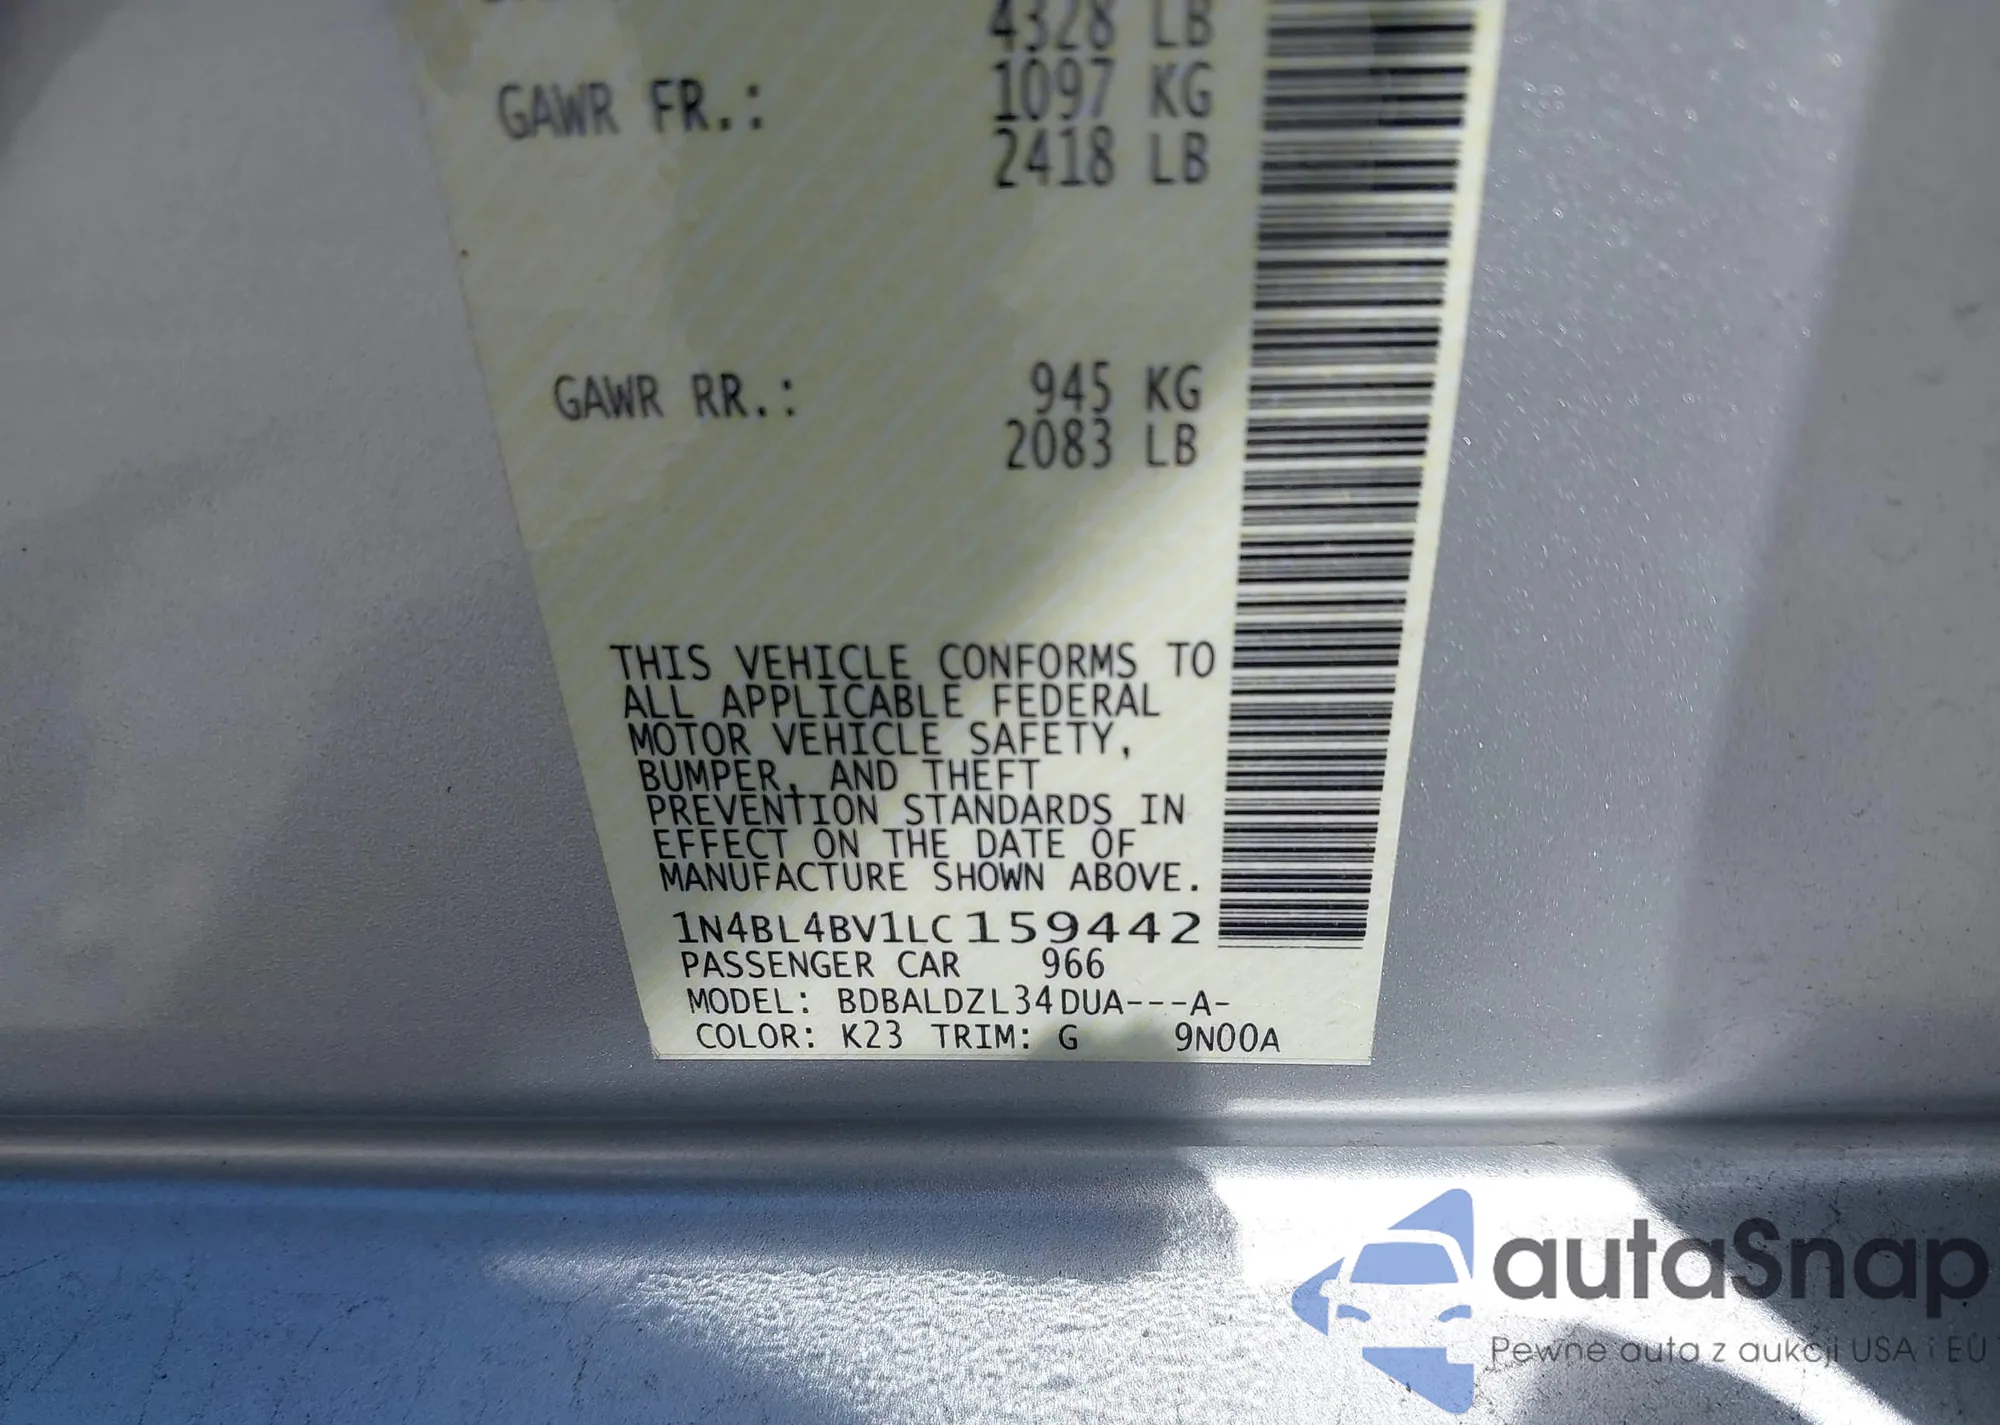 4328 LB
GAWR FR.: 1097 KG
2418 LB
GAWR RR.: 945 KG
2083 LB
THIS VEHICLE CONFORMS TO
ALL APPLICABLE FEDERAL
MOTOR VEHICLE SAFETY,
BUMPER, AND THEFT
PREVENTION STANDARDS IN
EFFECT ON THE DATE OF
MANUFACTURE SHOWN ABOVE.
1N4BL4BV1LC159442
PASSENGER CAR 966
MODEL: BDBALDZL34DUA---A-
COLOR: K23 TRIM: G 9N00A
autaSnap
Pewne auta z aukcji USA i EU